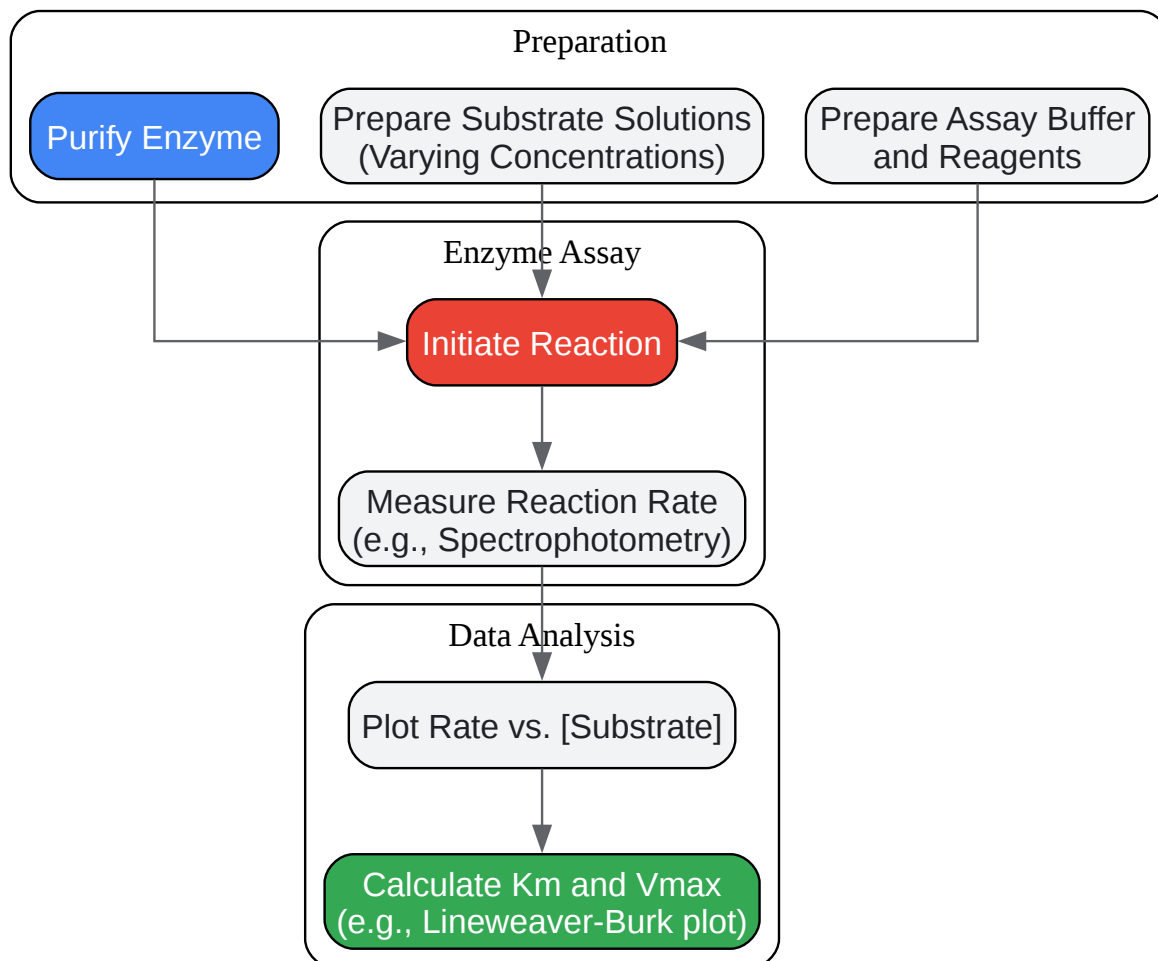 Preparation
Purify Enzyme
Prepare Substrate Solutions
(Varying Concentrations)
Prepare Assay Buffer
and Reagents
Enzyme Assay
Initiate Reaction
Measure Reaction Rate
(e.g., Spectrophotometry)
Data Analysis
Plot Rate vs. [Substrate]
Calculate Km and Vmax
(e.g., Lineweaver-Burk plot)